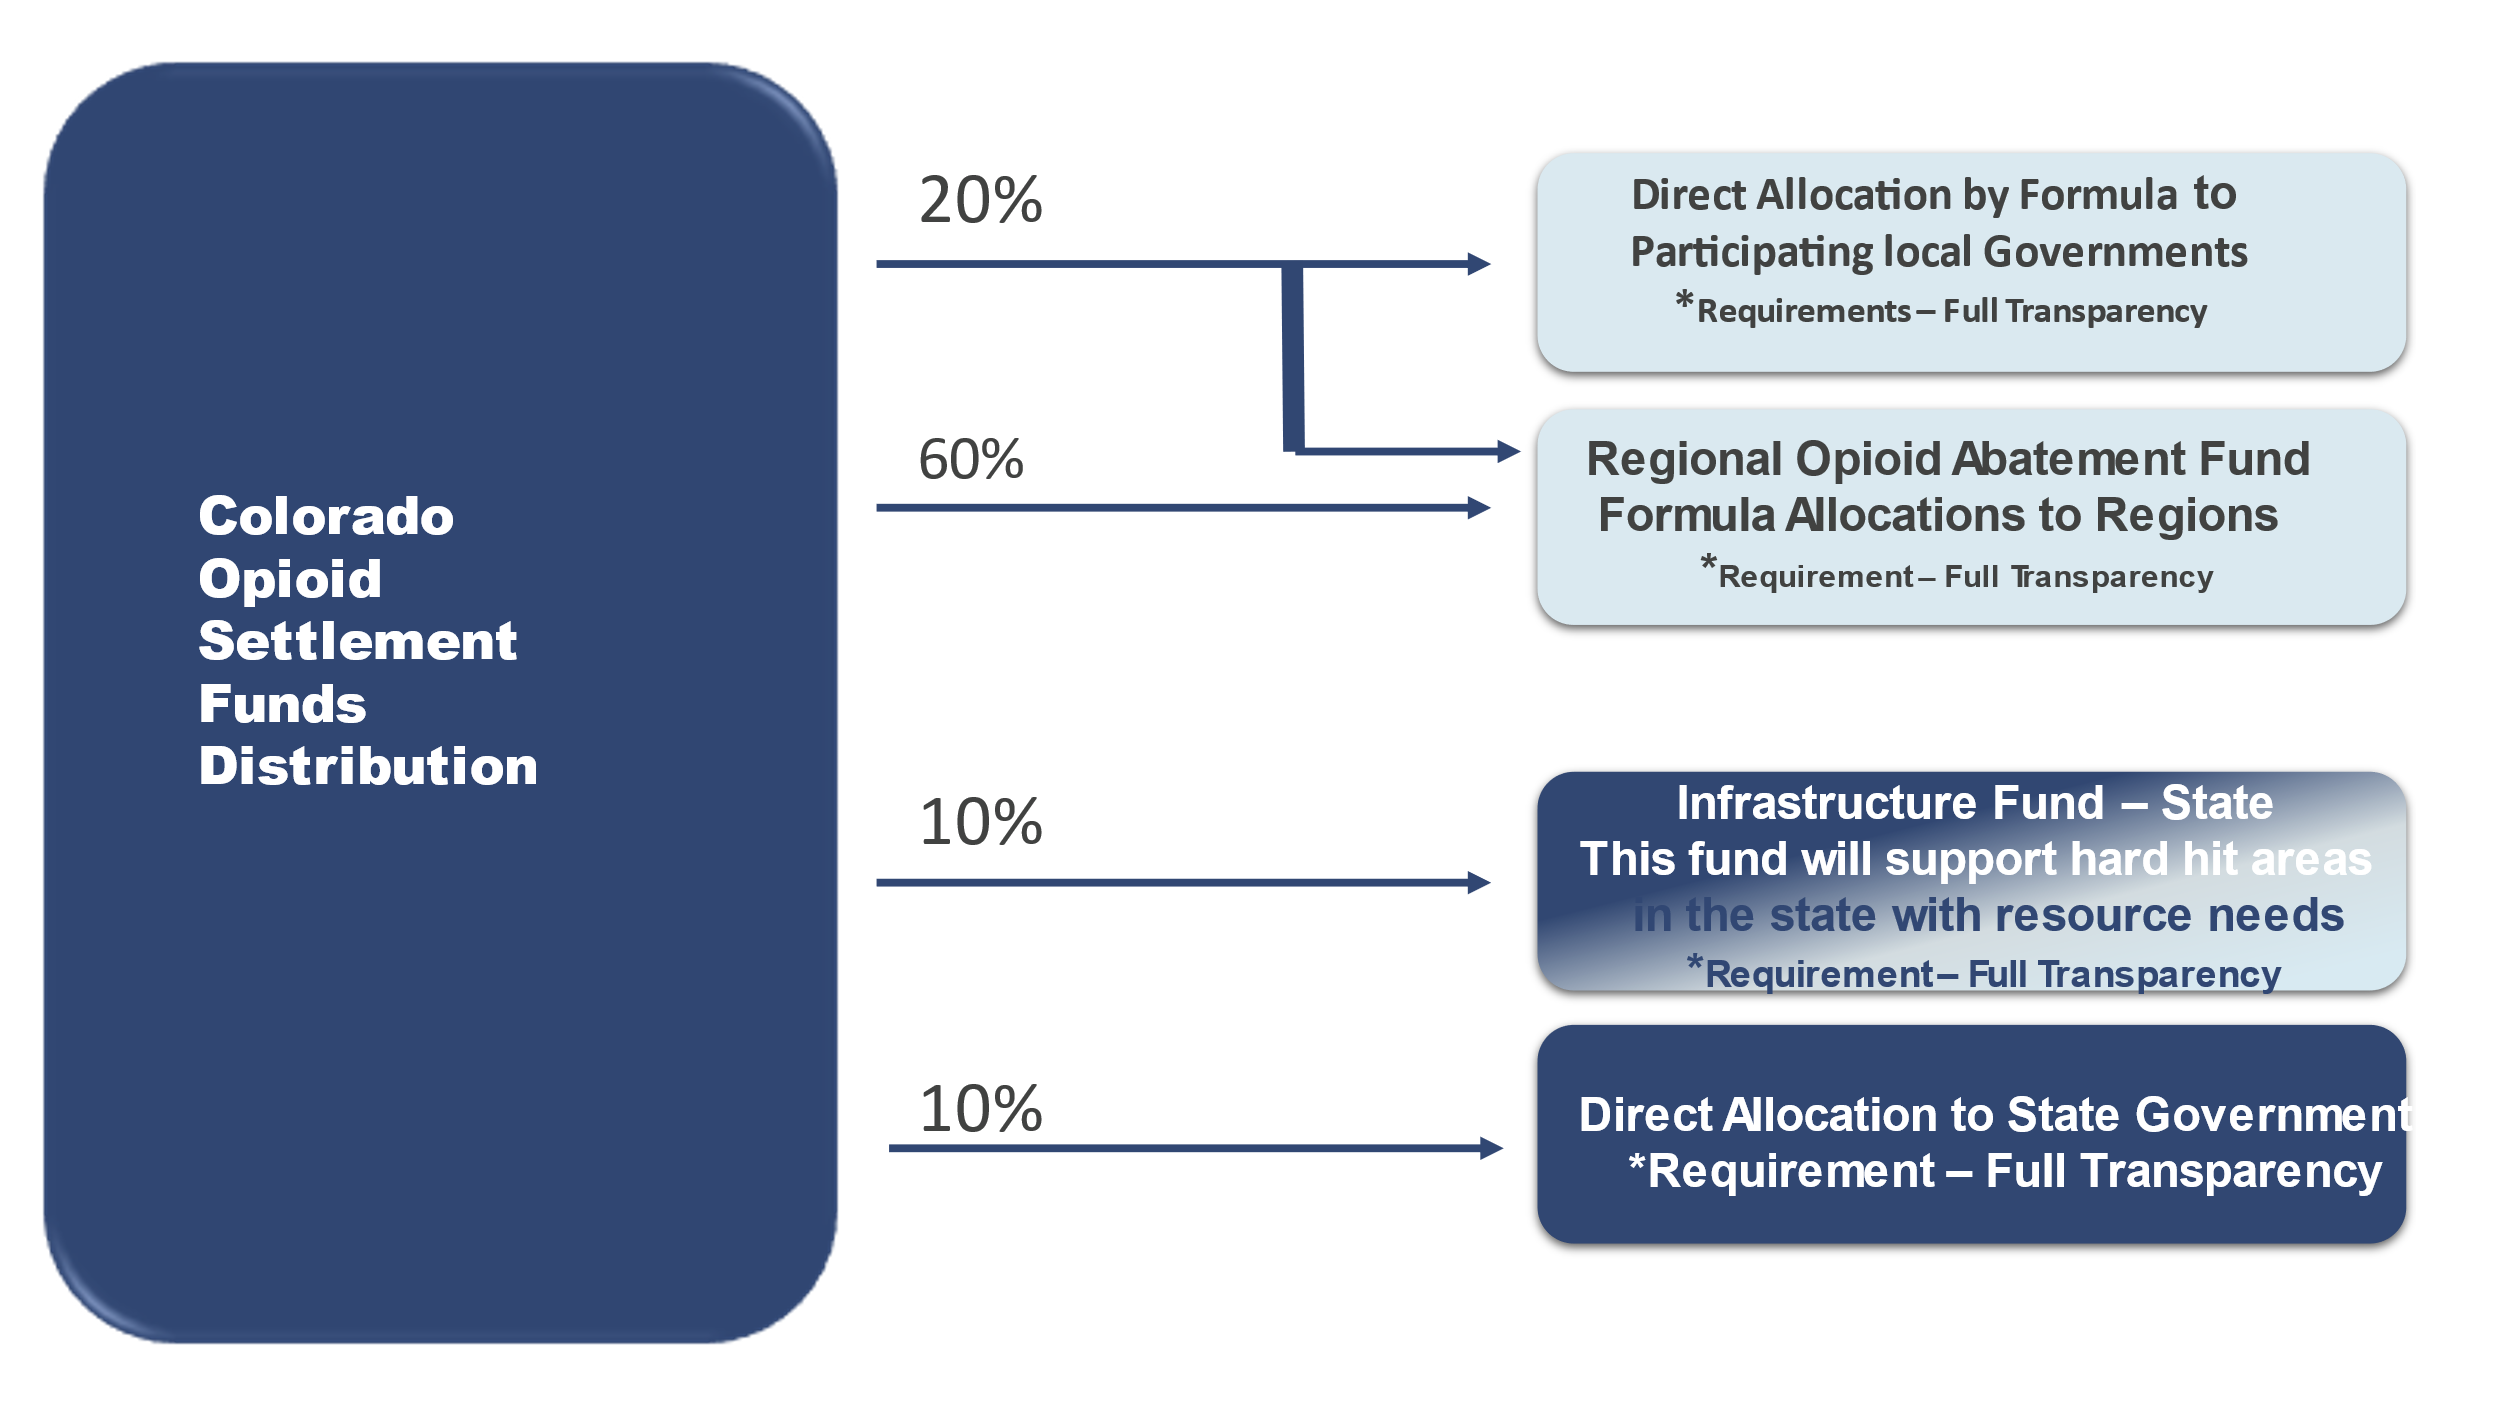 Colorado
Opioid
Settlement
Funds
Distribution
20%
Direct Allocation by Formula to
Participating local Governments
*Requirements – Full Transparency
60%
Regional Opioid Abatement Fund
Formula Allocations to Regions
*Requirement – Full Transparency
10%
Infrastructure Fund – State
This fund will support hard hit areas
in the state with resource needs
*Requirement – Full Transparency
10%
Direct Allocation to State Government
*Requirement – Full Transparency